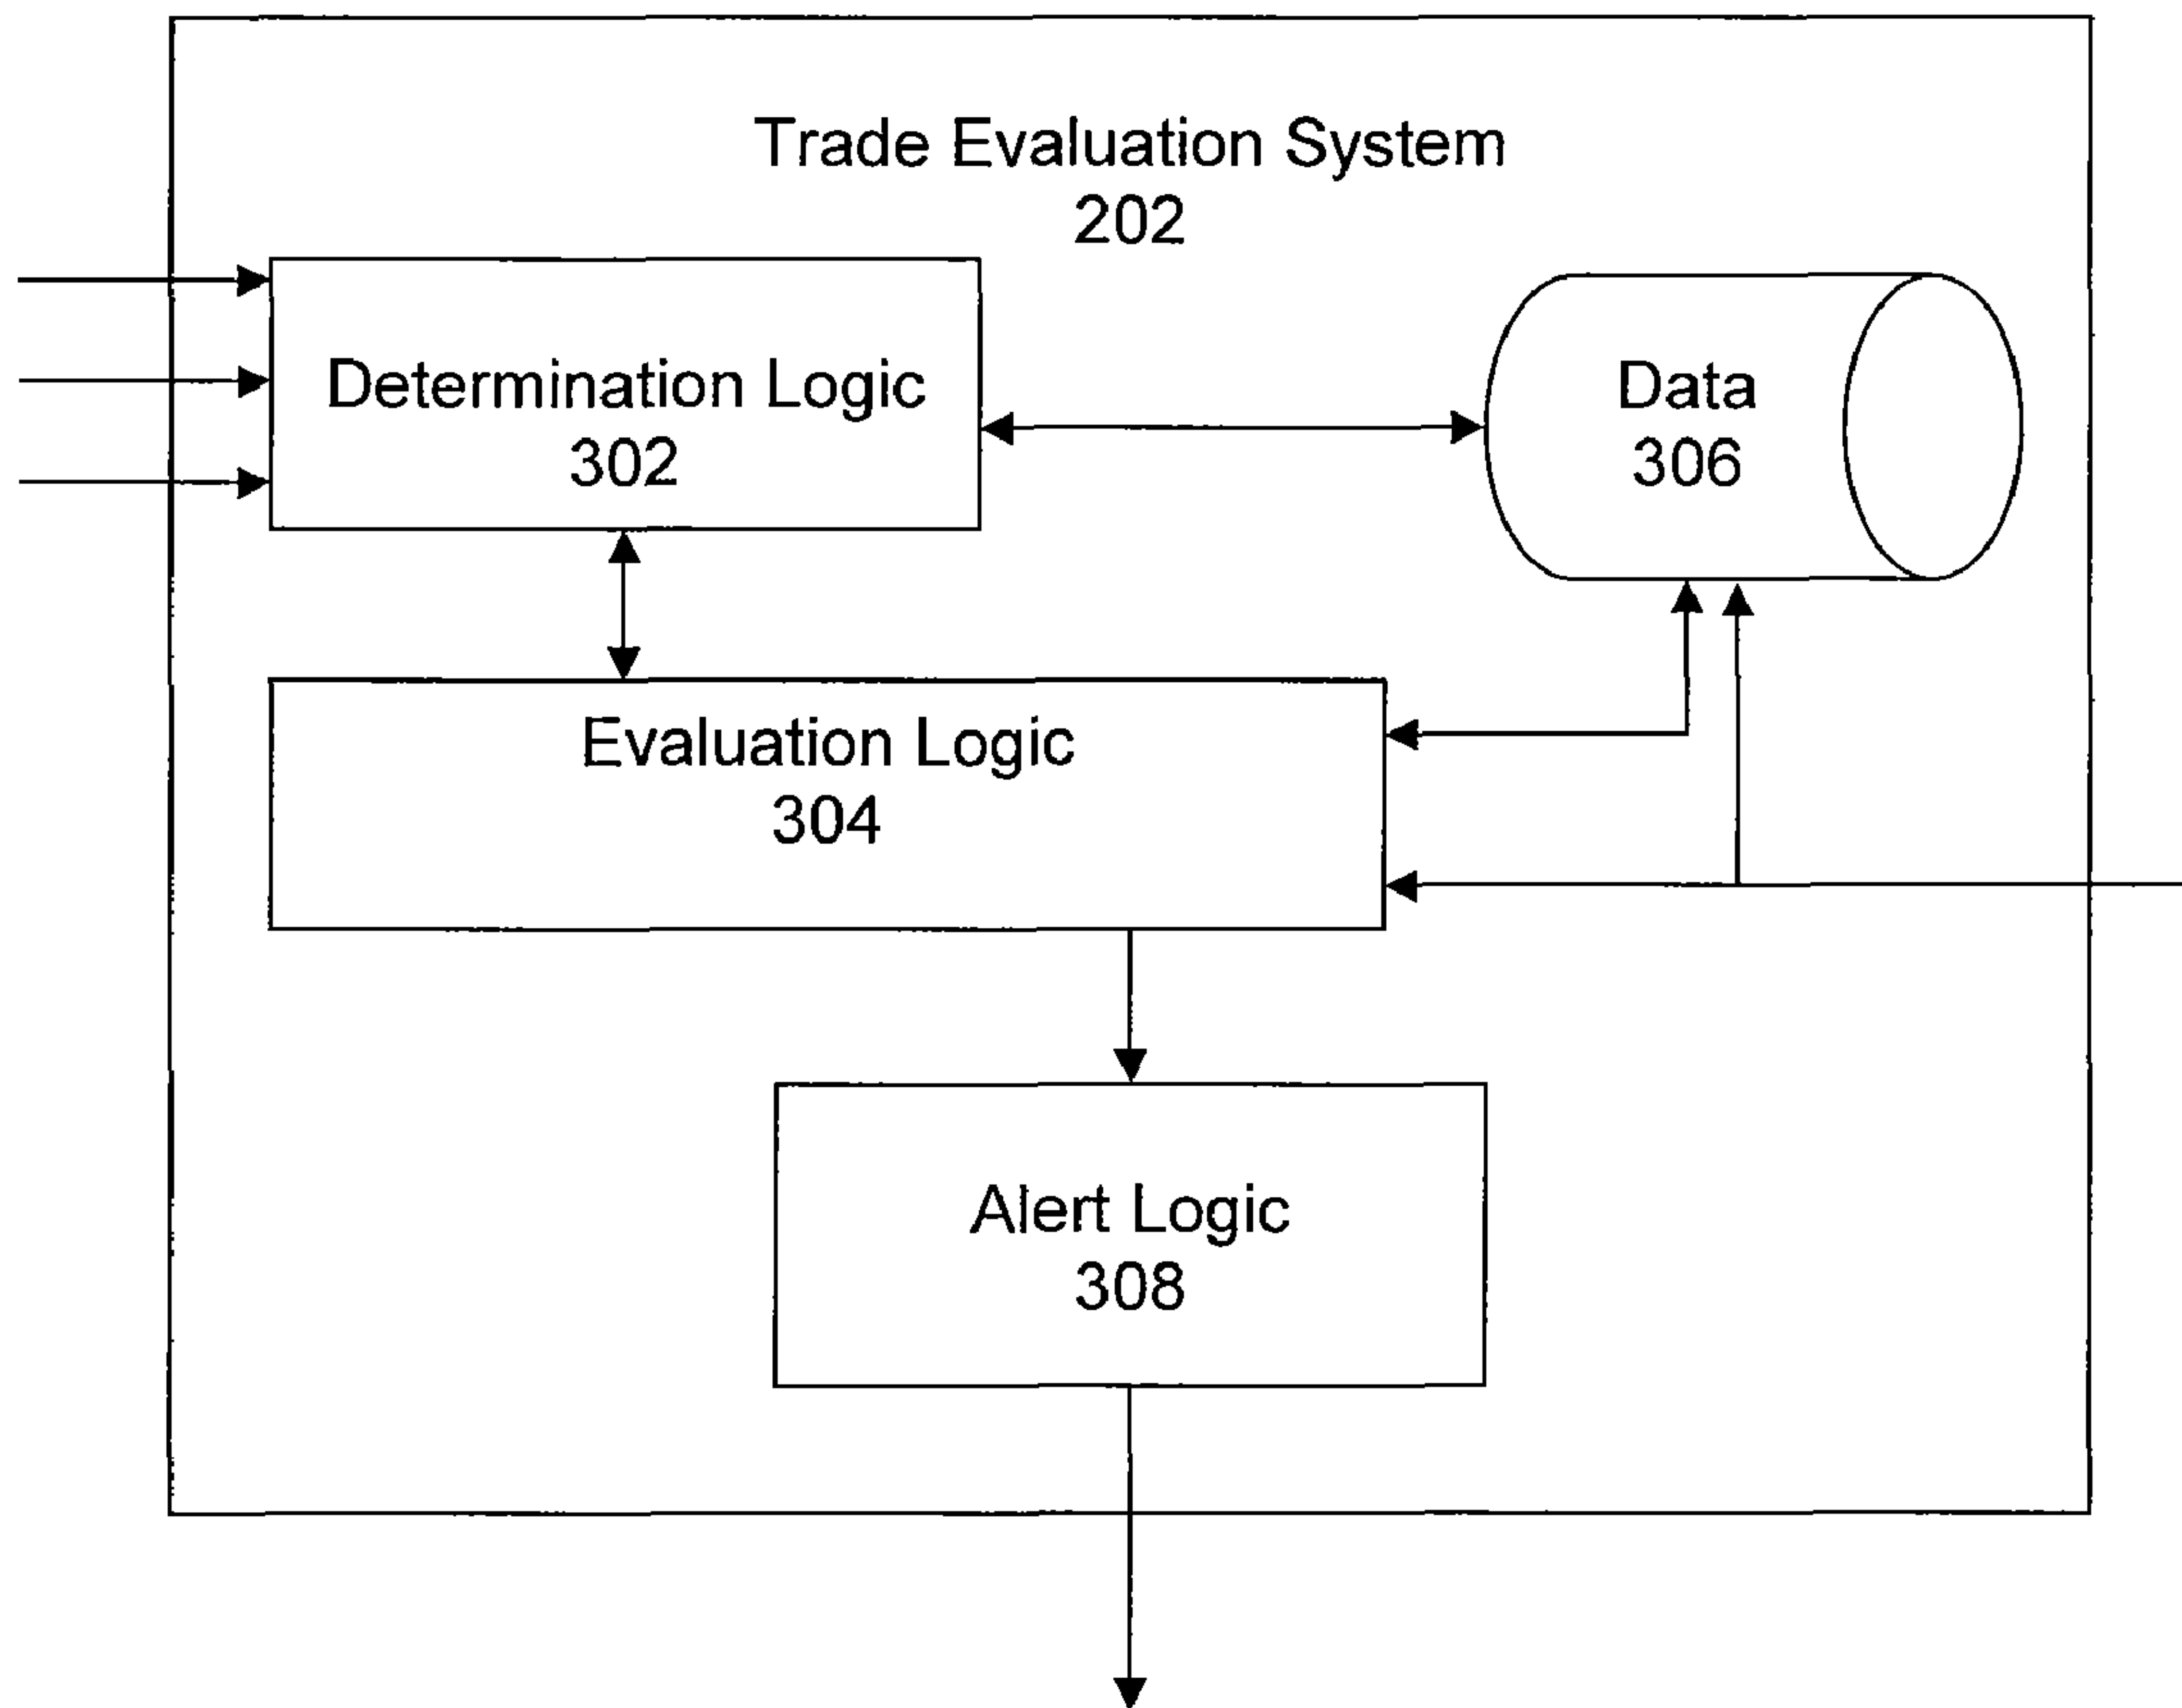 Trade Evaluation System
202
Determination Logic
302
Data
306
Evaluation Logic
304
Alert Logic
308